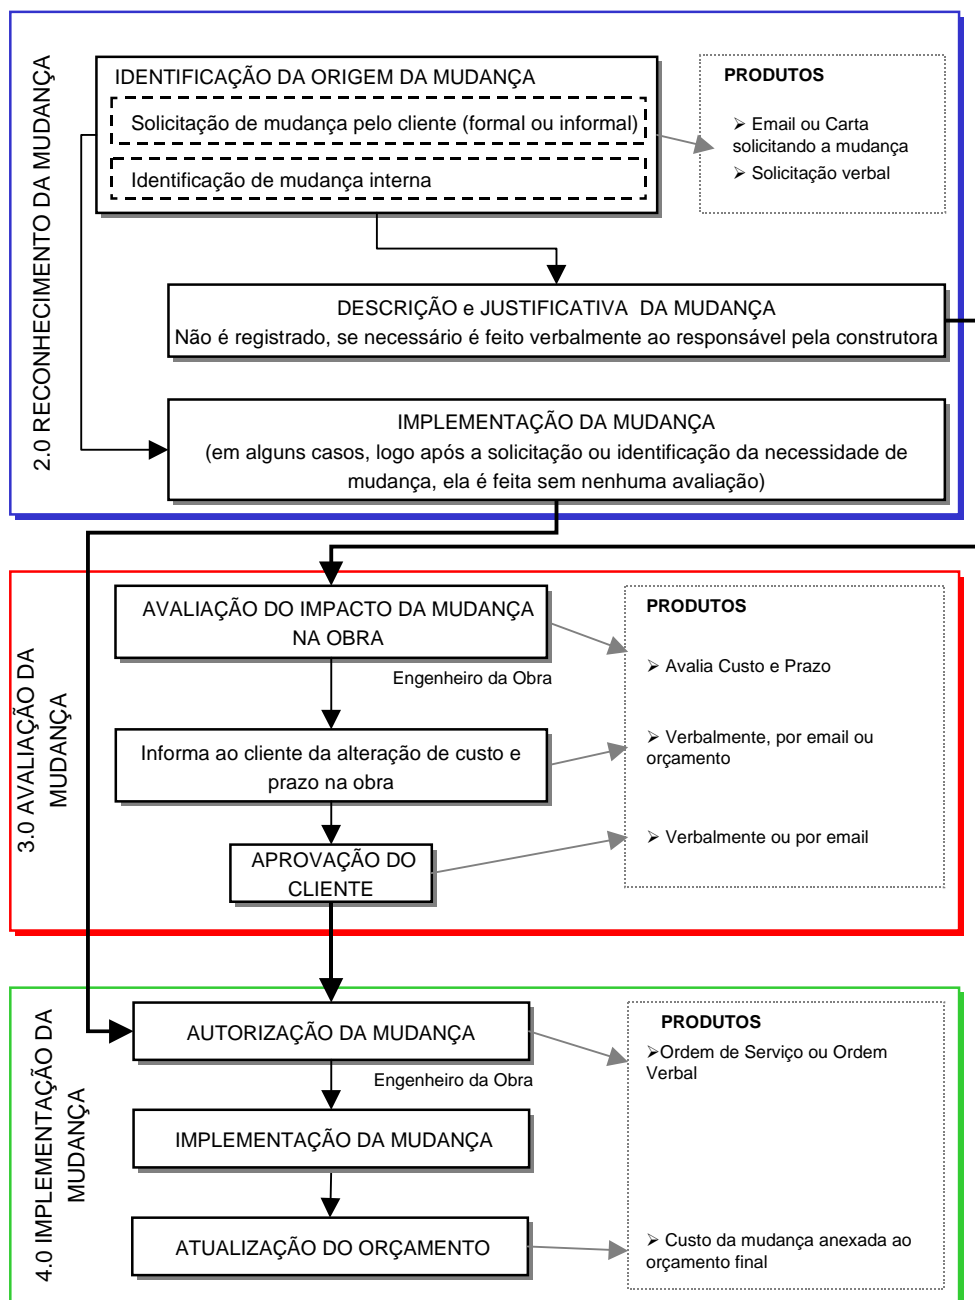 2.0 RECONHECIMENTO DA MUDANÇA
IDENTIFICAÇÃO DA ORIGEM DA MUDANÇA
Solicitação de mudança pelo cliente (formal ou informal)
Identificação de mudança interna
PRODUTOS
➢ Email ou Carta
solicitando a mudança
➢ Solicitação verbal
DESCRIÇÃO e JUSTIFICATIVA DA MUDANÇA
Não é registrado, se necessário é feito verbalmente ao responsável pela construtora
IMPLEMENTAÇÃO DA MUDANÇA
(em alguns casos, logo após a solicitação ou identificação da necessidade de
mudança, ela é feita sem nenhuma avaliação)
3.0 AVALIAÇÃO DA
MUDANÇA
AVALIAÇÃO DO IMPACTO DA MUDANÇA
NA OBRA
Engenheiro da Obra
Informa ao cliente da alteração de custo e
prazo na obra
APROVAÇÃO DO
CLIENTE
PRODUTOS
➢ Avalia Custo e Prazo
➢ Verbalmente, por email ou
orçamento
➢ Verbalmente ou por email
4.0 IMPLEMENTAÇÃO DA
MUDANÇA
AUTORIZAÇÃO DA MUDANÇA
Engenheiro da Obra
IMPLEMENTAÇÃO DA MUDANÇA
ATUALIZAÇÃO DO ORÇAMENTO
PRODUTOS
➢Ordem de Serviço ou Ordem
Verbal
➢ Custo da mudança anexada ao
orçamento final